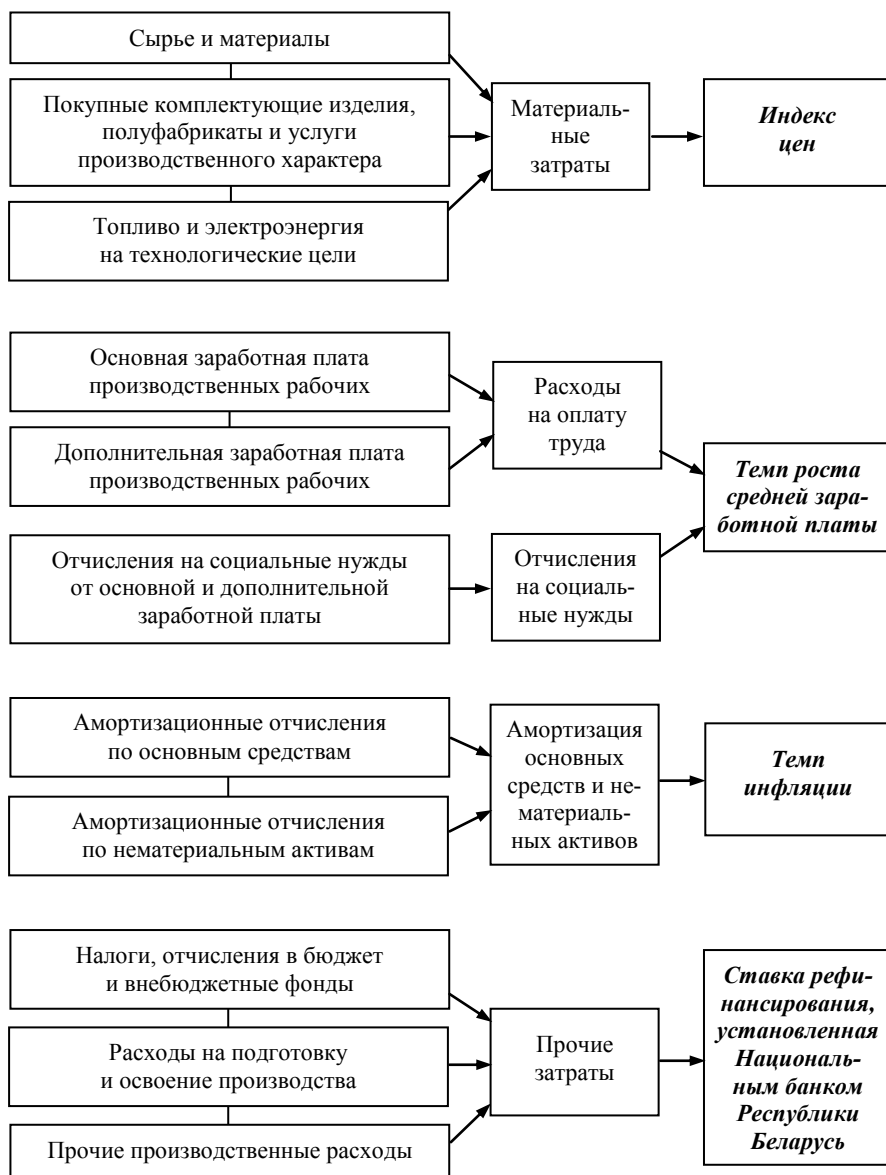 Сырье и материалы
Покупные комплектующие изделия,
полуфабрикаты и услуги
производственного характера
Топливо и электроэнергия
на технологические цели
Материаль-
ные
затраты
Индекс
цен
Основная заработная плата
производственных рабочих
Дополнительная заработная плата
производственных рабочих
Расходы
на оплату
труда
Отчисления на социальные нужды
от основной и дополнительной
заработной платы
Отчисления
на социаль-
ные нужды
Темп роста
средней зара-
ботной платы
Амортизационные отчисления
по основным средствам
Амортизационные отчисления
по нематериальным активам
Амортизация
основных
средств и не-
материаль-
ных активов
Темп
инфляции
Налоги, отчисления в бюджет
и внебюджетные фонды
Расходы на подготовку
и освоение производства
Прочие производственные расходы
Прочие
затраты
Ставка рефи-
нансирования,
установленная
Националь-
ным банком
Республики
Беларусь